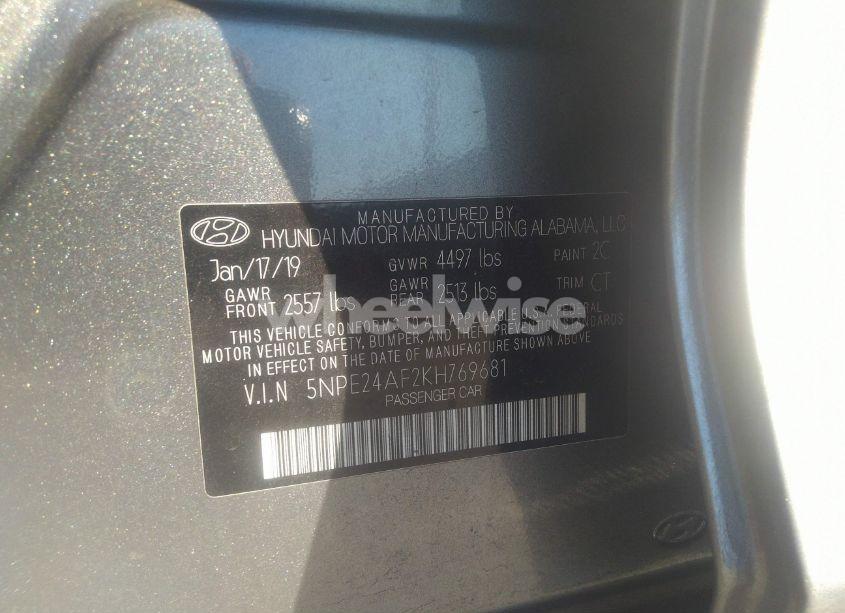 MANUFACTURED BY
HYUNDAI MOTOR MANUFACTURING ALABAMA, LLC
Jan/17/19 GVWR 4497 lbs PAINT 2C
GAWR FRONT 2557 lbs GAWR REAR 2513 lbs TRIM CT
wheelwise
THIS VEHICLE CONFORMS TO ALL APPLICABLE U.S. FEDERAL
MOTOR VEHICLE SAFETY, BUMPER, AND THEFT PREVENTION STANDARDS
IN EFFECT ON THE DATE OF MANUFACTURE SHOWN ABOVE.
V.I.N 5NPE24AF2KH769681
PASSENGER CAR